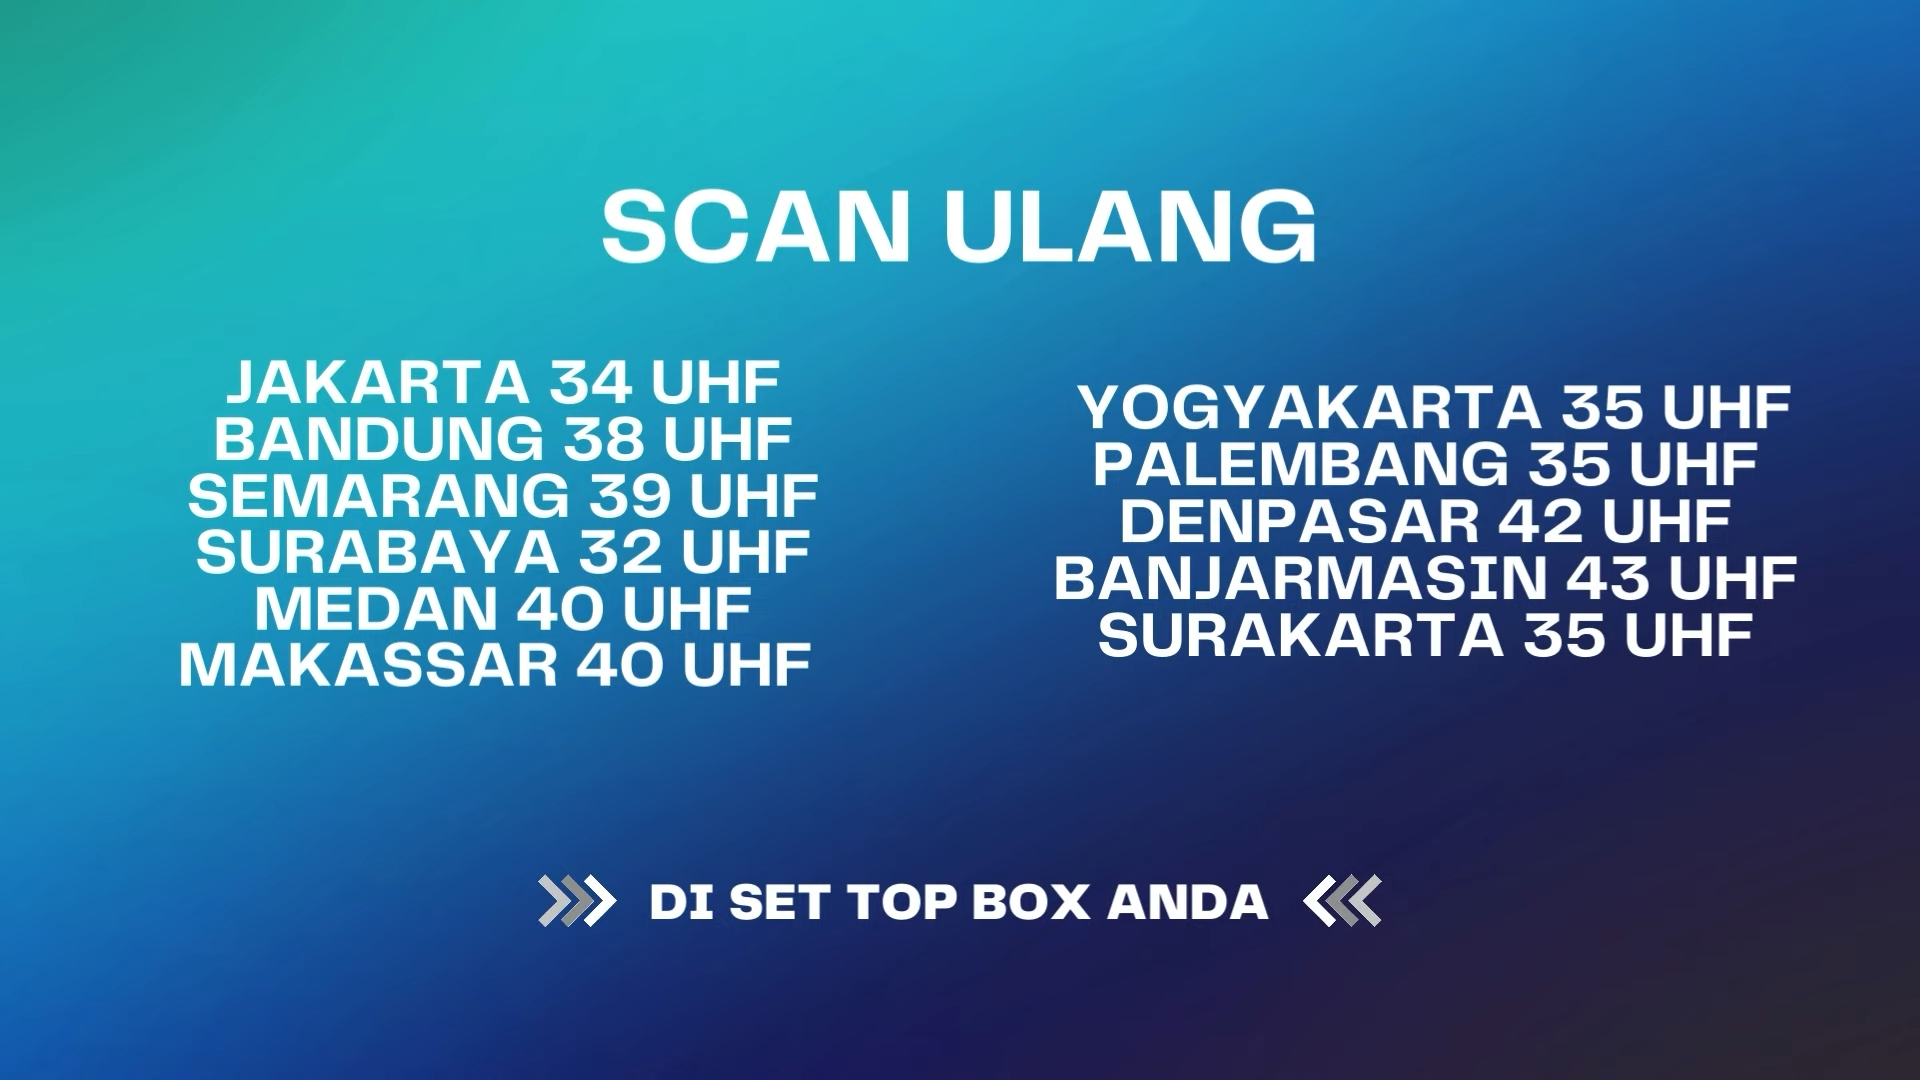 SCAN ULANG
JAKARTA 34 UHF
BANDUNG 38 UHF
SEMARANG 39 UHF
SURABAYA 32 UHF
MEDAN 40 UHF
MAKASSAR 40 UHF
YOGYAKARTA 35 UHF
PALEMBANG 35 UHF
DENPASAR 42 UHF
BANJARMASIN 43 UHF
SURAKARTA 35 UHF
DI SET TOP BOX ANDA